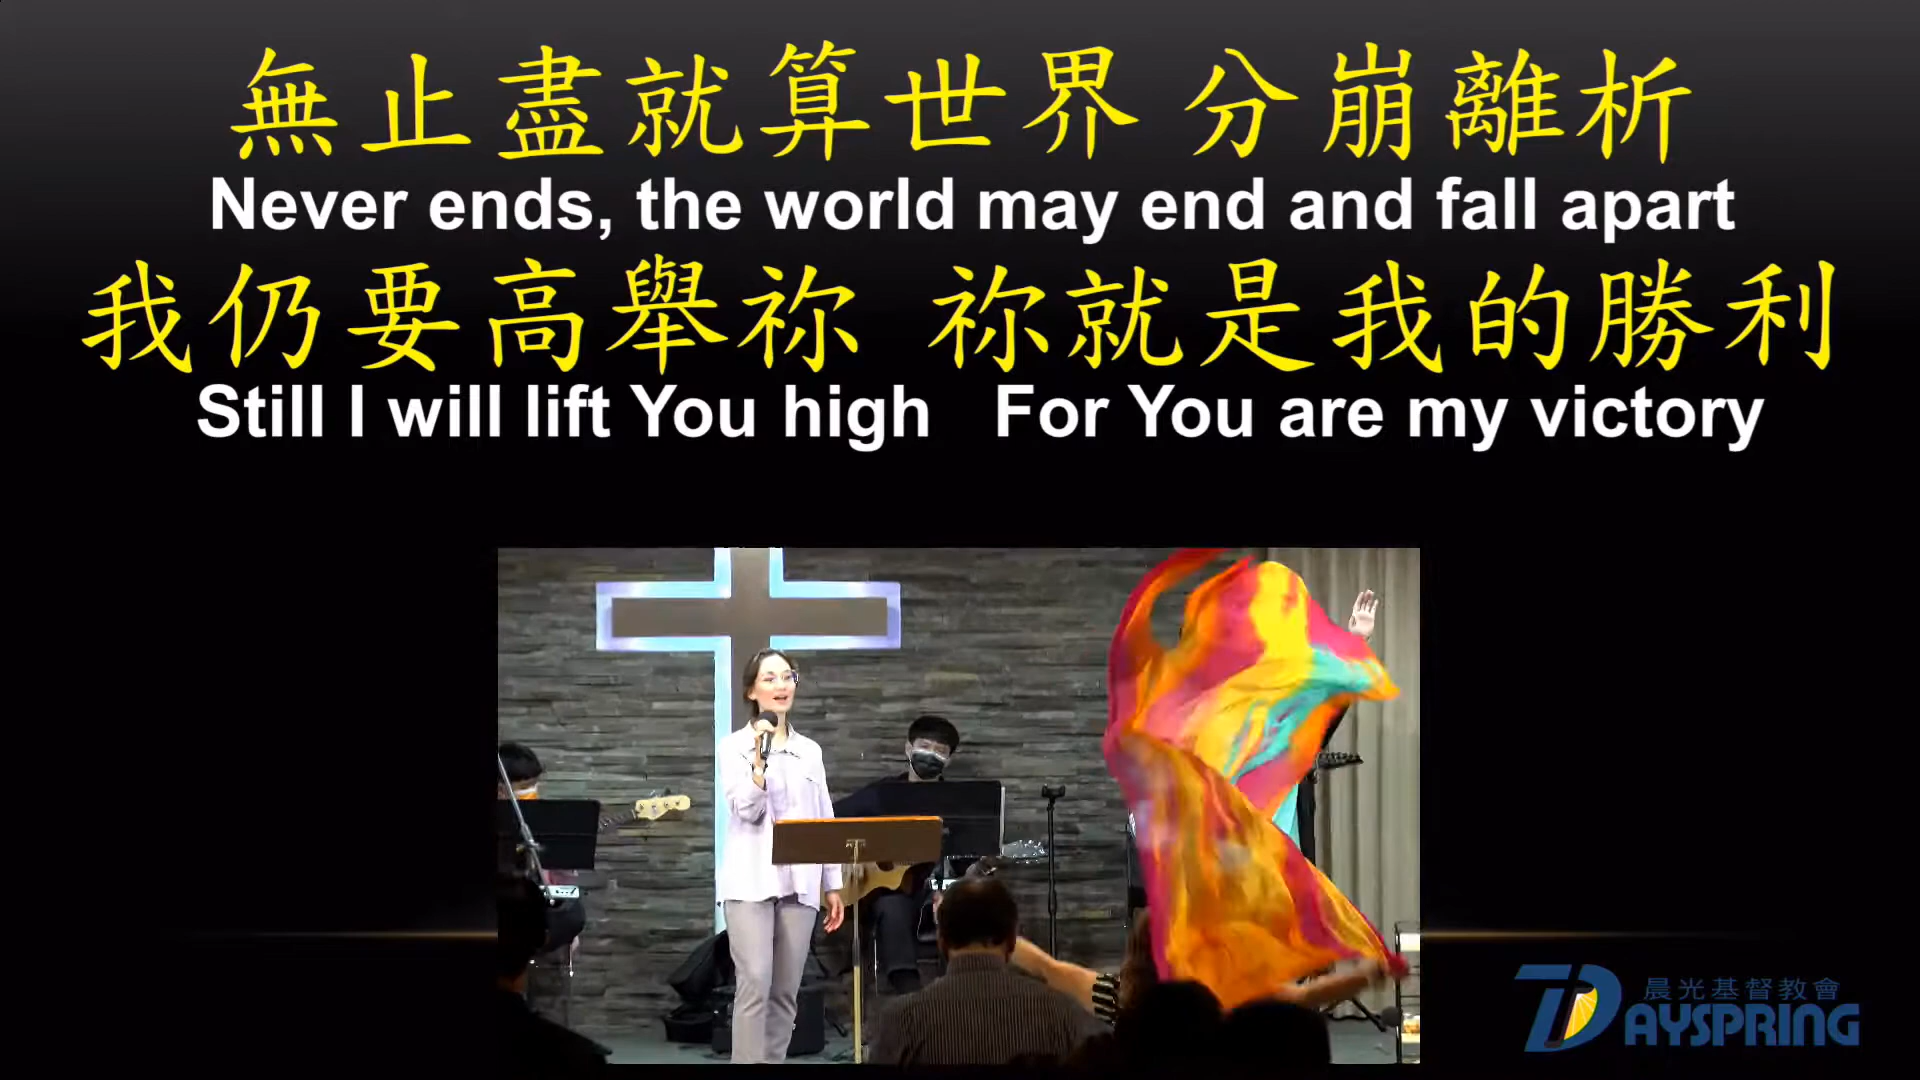 無止盡就算世界 分崩離析
Never ends, the world may end and fall apart
我仍要高舉祢 祢就是我的勝利
Still I will lift You high For You are my victory
晨光基督教會
DAYSPRING